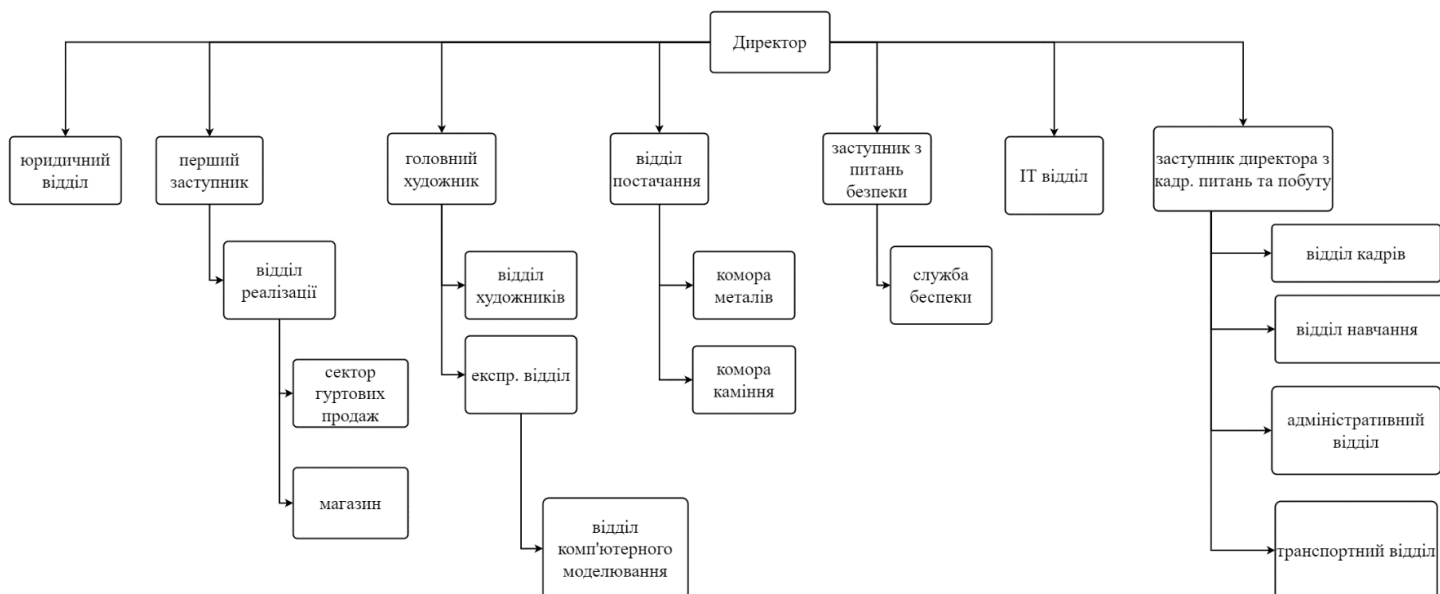 Директор
юридичний
відділ
перший
заступник
головний
художник
відділ
постачання
заступник з
питань
безпеки
ІТ відділ
заступник директора з
кадр. питань та побуту
відділ
реалізації
сектор
гуртових
продаж
магазин
відділ
художників
експр. відділ
відділ
комп'ютерного
моделювання
комора
металів
комора
каміння
служба
беспеки
відділ кадрів
відділ навчання
адміністративний
відділ
транспортний відділ